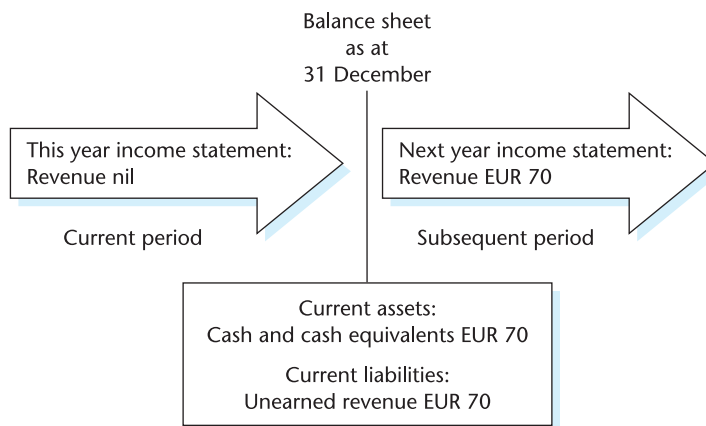 Balance sheet
as at
31 December
This year income statement:
Revenue nil
Next year income statement:
Revenue EUR 70
Current period
Subsequent period
Current assets:
Cash and cash equivalents EUR 70
Current liabilities:
Unearned revenue EUR 70